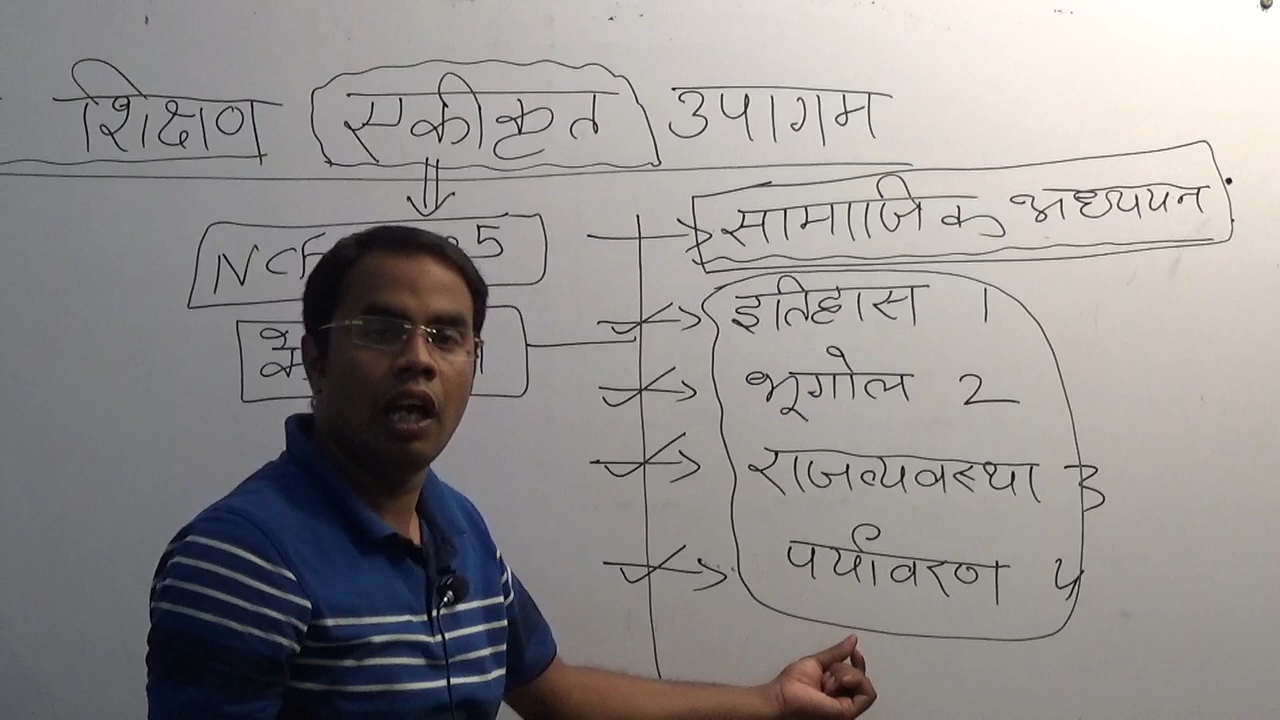 शिक्षण एकीकृत उपागम
सामाजिक अध्ययन
इतिहास 1
भूगोल 2
राजव्यवस्था 3
पर्यावरण 4